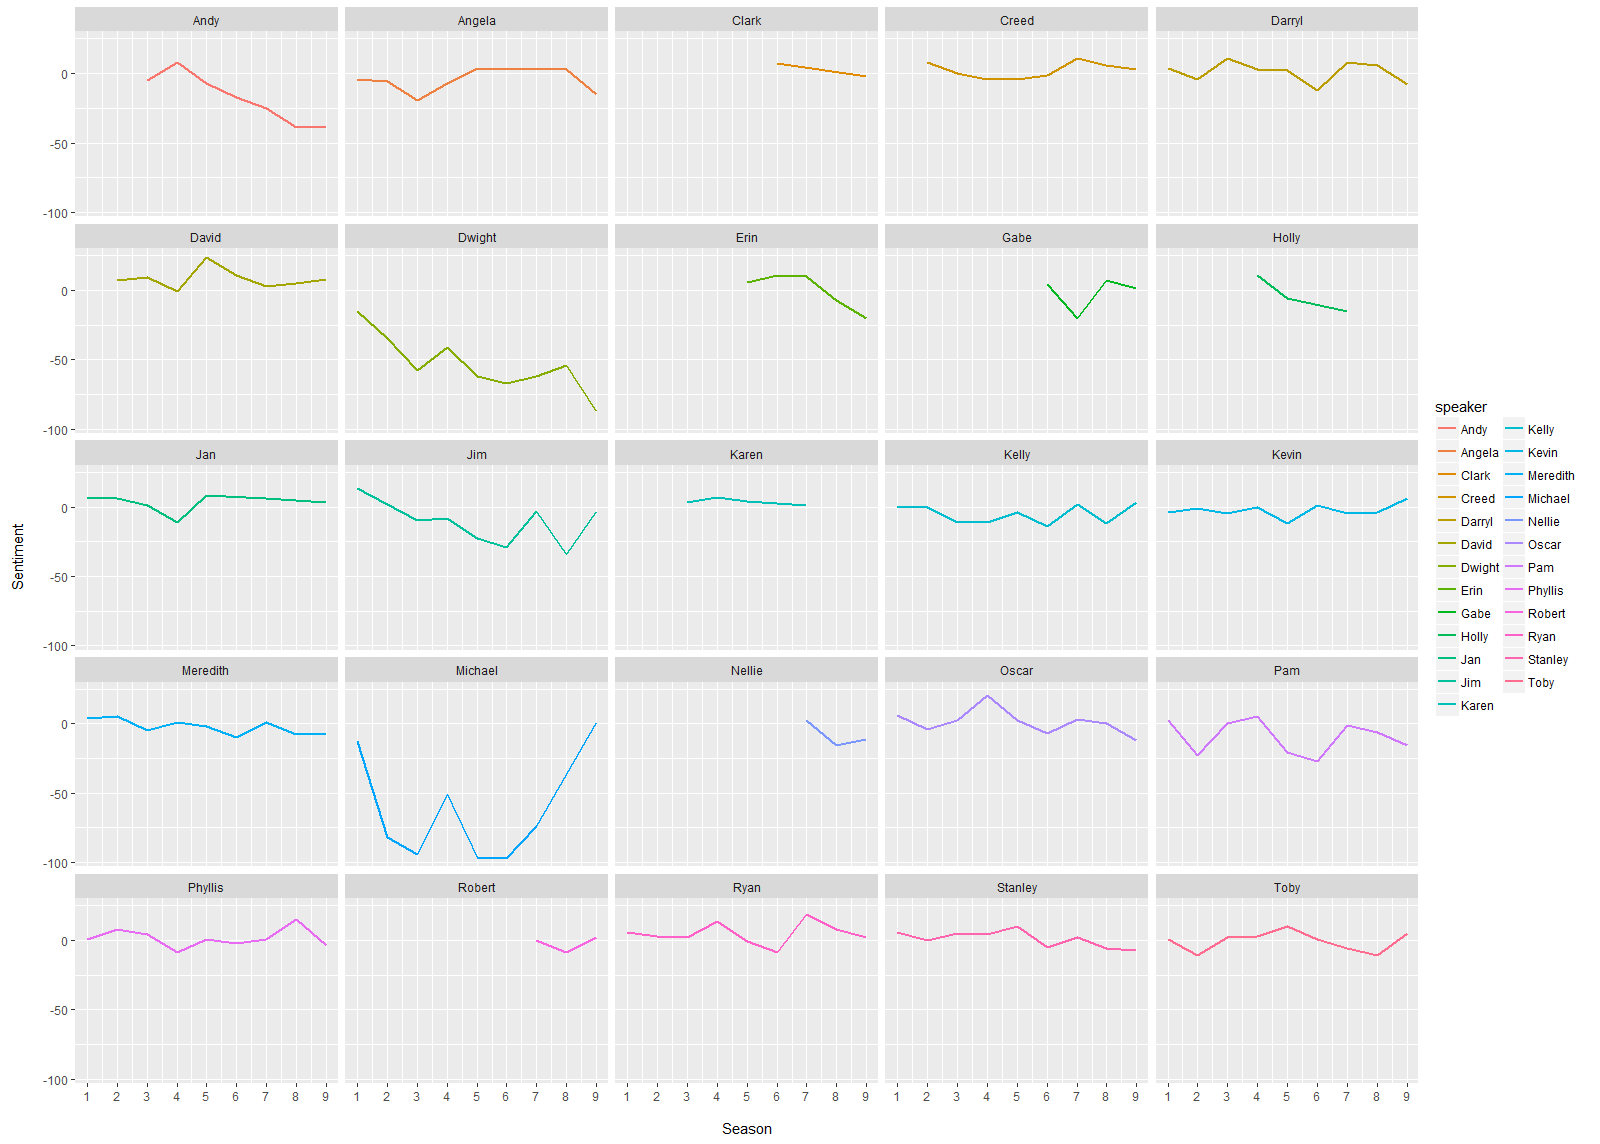 Andy Angela Clark Creed Darryl
0
-50
-100
David Dwight Erin Gabe Holly
0
-50
-100
Jan Jim Karen Kelly Kevin
0
-50
-100
Meredith Michael Nellie Oscar Pam
0
-50
-100
Phyllis Robert Ryan Stanley Toby
0
-50
-100
1 2 3 4 5 6 7 8 9 1 2 3 4 5 6 7 8 9 1 2 3 4 5 6 7 8 9 1 2 3 4 5 6 7 8 9 1 2 3 4 5 6 7 8 9
Season
Sentiment
speaker
Andy Kelly
Angela Kevin
Clark Meredith
Creed Michael
Darryl Nellie
David Oscar
Dwight Pam
Erin Phyllis
Gabe Robert
Holly Ryan
Jan Stanley
Jim Toby
Karen